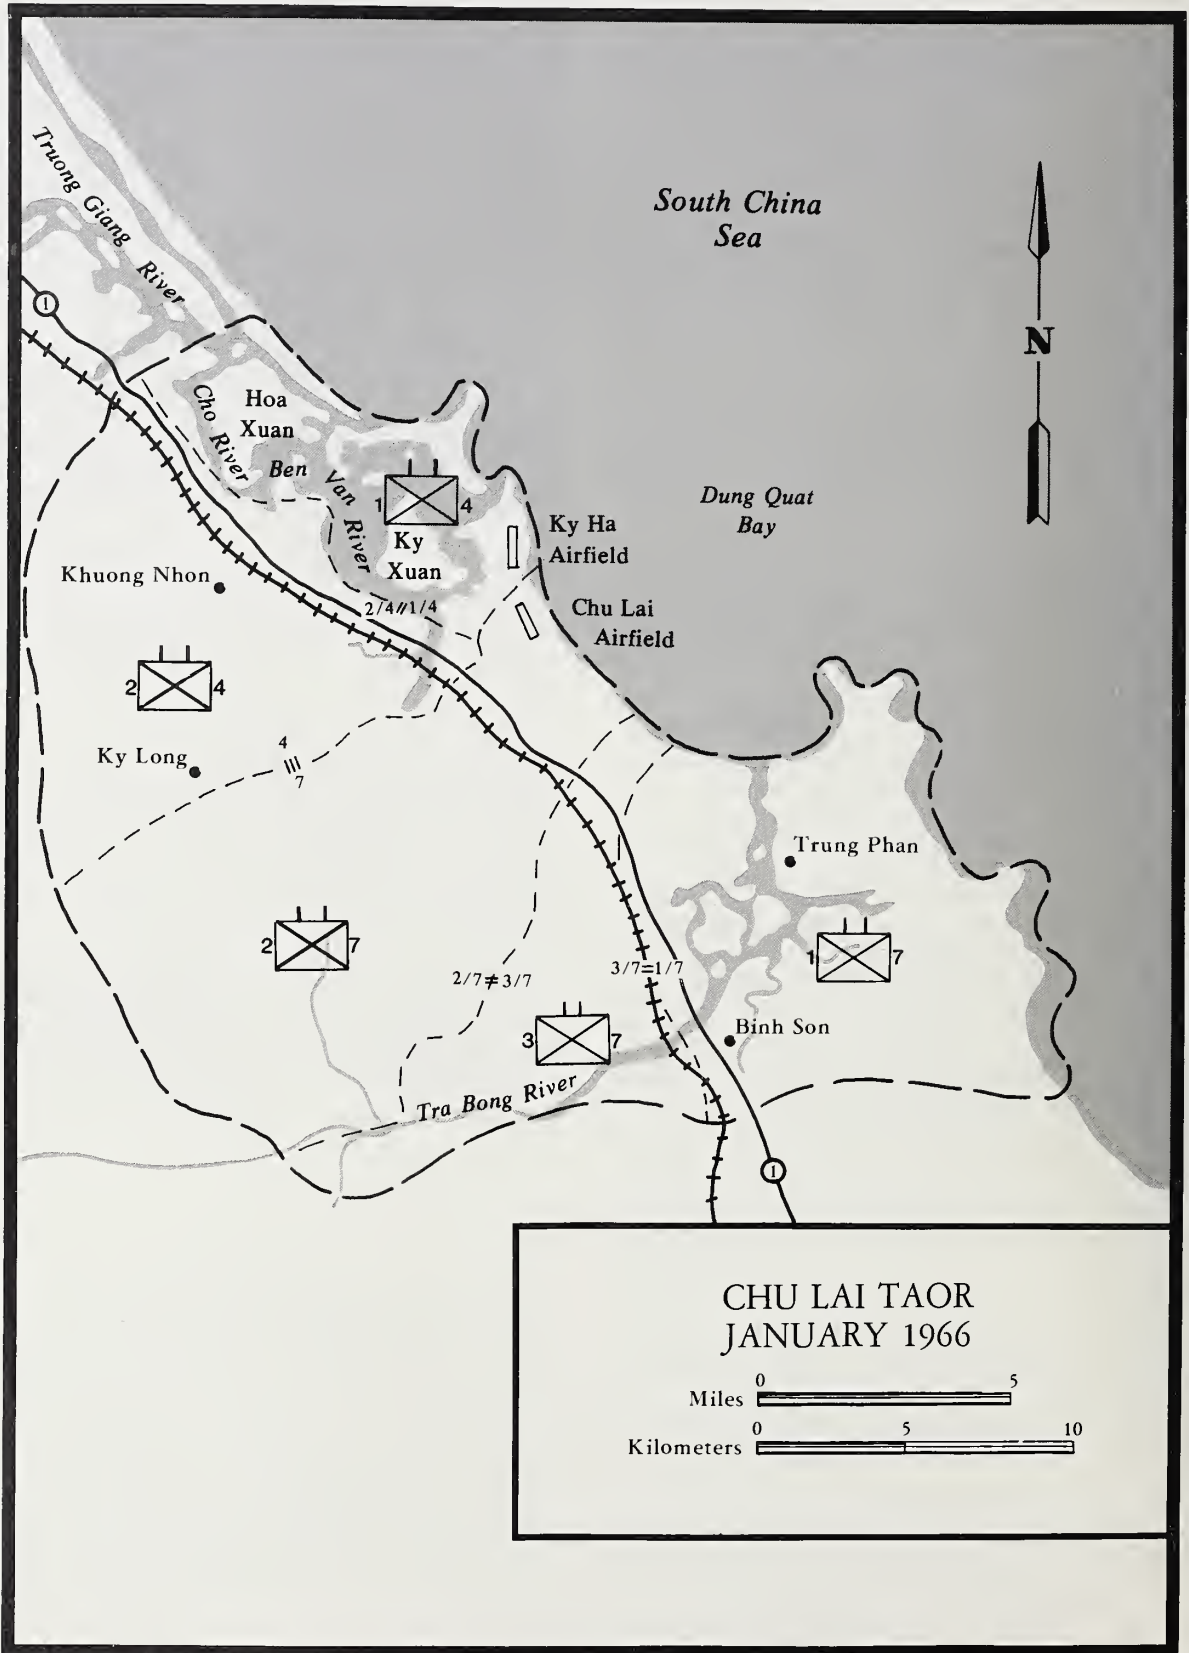 South China
Sea
Truong Giang River
1
N
Hoa
Xuan
Cho River
Ben Van River
1 4
Dung Quat
Bay
Ky Ha
Airfield
Ky
Xuan
Khuong Nhon
2/4//1/4
Chu Lai
Airfield
2 4
4
Ky Long
7
Trung Phan
2 7
1 7
2/7≠3/7
3/7=1/7
3 7
Binh Son
Tra Bong River
1
CHU LAI TAOR
JANUARY 1966
0 5
Miles
0 5 10
Kilometers